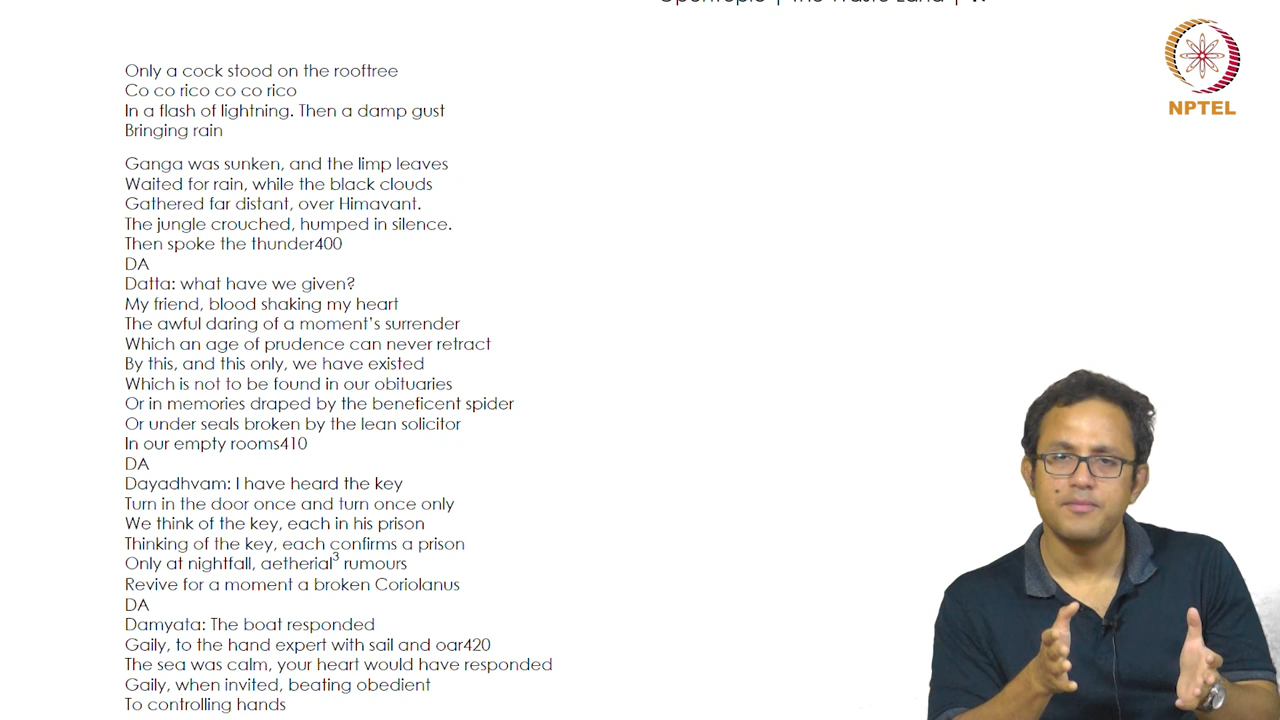 Opentopia | The Waste Land |
NPTEL
Only a cock stood on the rooftree
Co co rico co co rico
In a flash of lightning. Then a damp gust
Bringing rain
Ganga was sunken, and the limp leaves
Waited for rain, while the black clouds
Gathered far distant, over Himavant.
The jungle crouched, humped in silence.
Then spoke the thunder400
DA
Datta: what have we given?
My friend, blood shaking my heart
The awful daring of a moment’s surrender
Which an age of prudence can never retract
By this, and this only, we have existed
Which is not to be found in our obituaries
Or in memories draped by the beneficent spider
Or under seals broken by the lean solicitor
In our empty rooms410
DA
Dayadhvam: I have heard the key
Turn in the door once and turn once only
We think of the key, each in his prison
Thinking of the key, each confirms a prison
Only at nightfall, aetherial³ rumours
Revive for a moment a broken Coriolanus
DA
Damyata: The boat responded
Gaily, to the hand expert with sail and oar420
The sea was calm, your heart would have responded
Gaily, when invited, beating obedient
To controlling hands